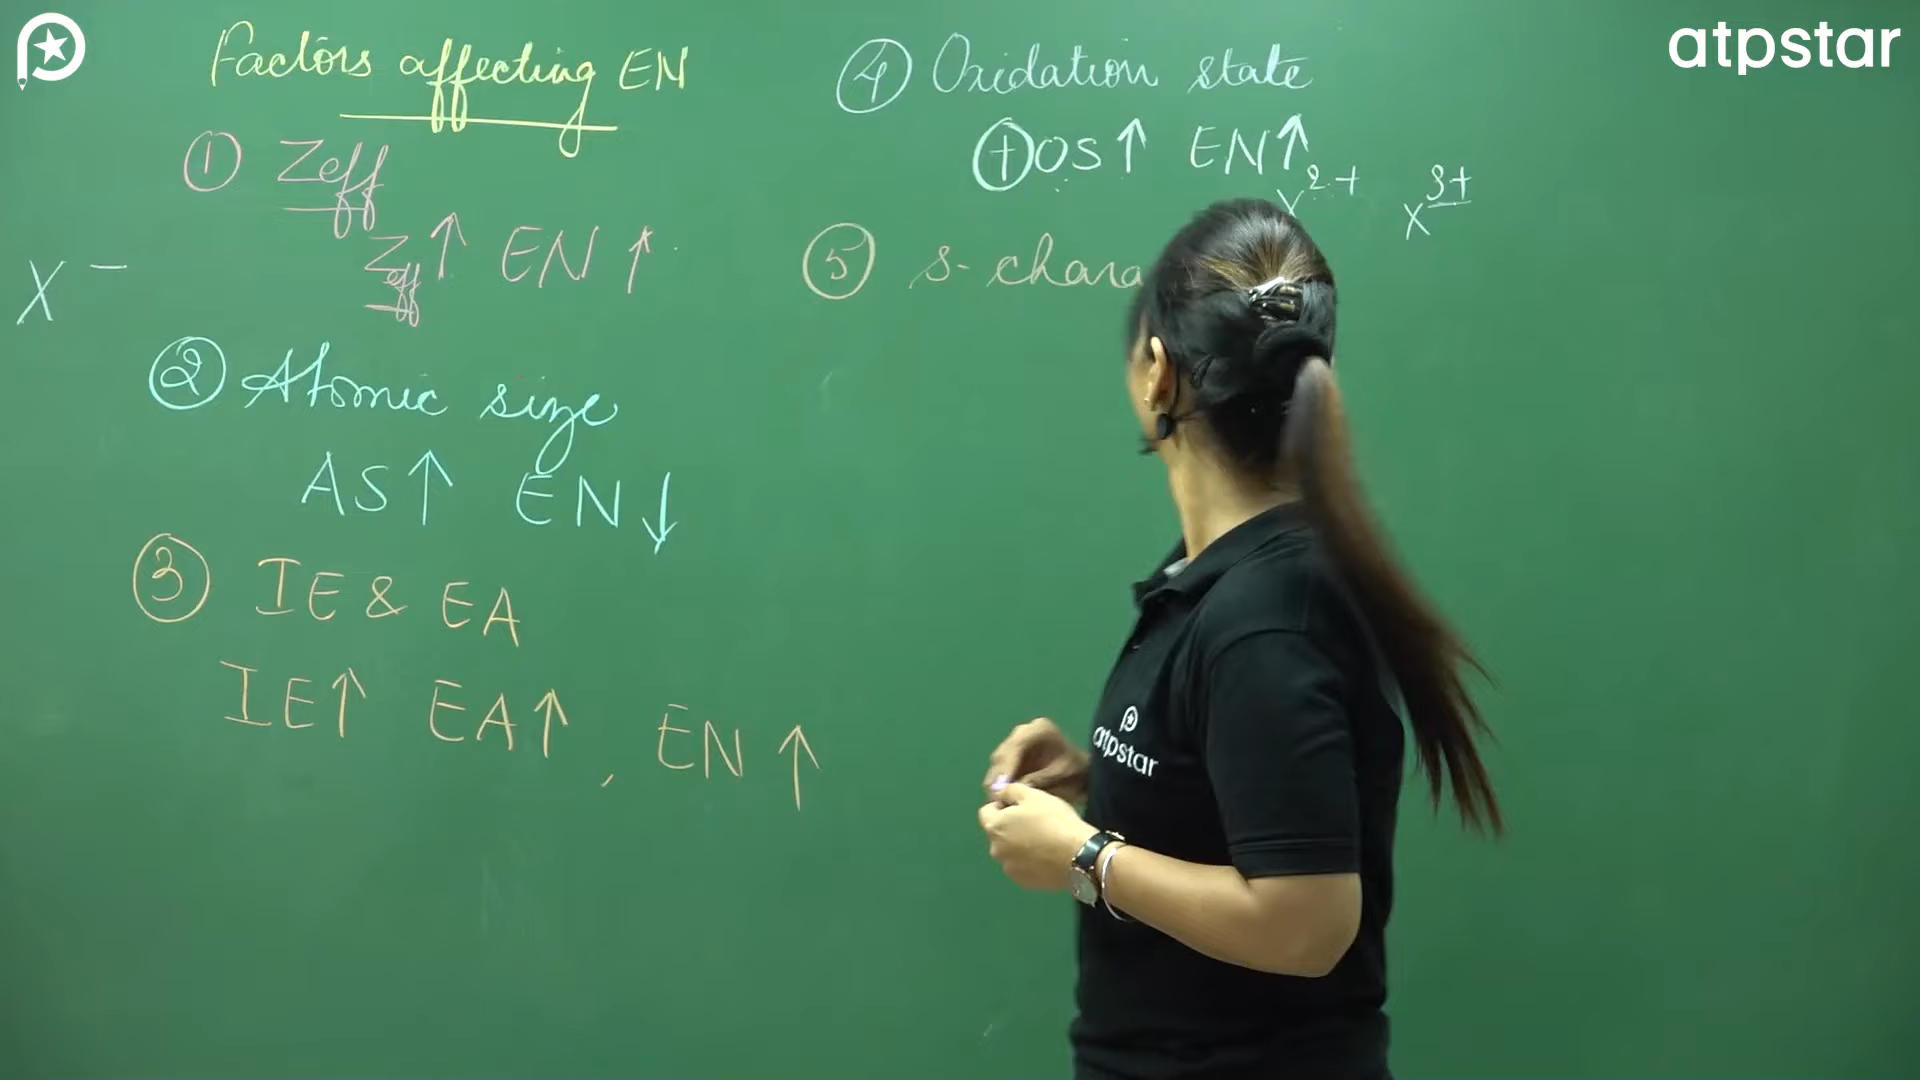 atpstar
Factors affecting EN
① Zeff
Zeff↑ EN↑
X⁻
② Atomic size
AS↑ EN↓
③ IE & EA
IE↑ EA↑, EN↑
④ Oxidation state
⊕OS↑ EN↑
X²⁺ X³⁺
⑤ s-chara
atpstar